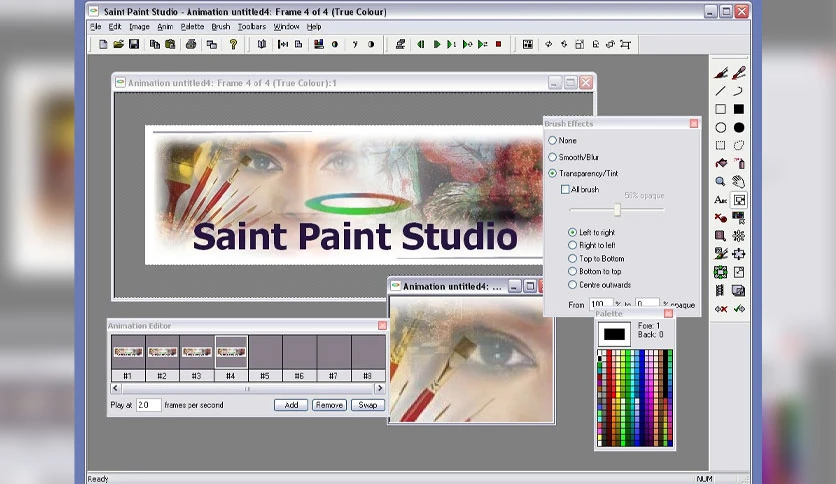 Saint Paint Studio - Animation untitled4: Frame 4 of 4 (True Colour)
File Edit Anim Palette Brush Toolbars Window Help
Animation untitled4: Frame 4 of 4 (True Colour):1
Saint Paint Studio
Brush Effects
None
Smooth/Blur
Transparency/Tint
All brush
56% opaque
Left to right
Right to left
Top to Bottom
Bottom to top
Centre outwards
From 100 % to 0 % opaque
Animation untitled4: ...
Animation Editor
#1 #2 #3 #4 #5 #6 #7 #8
Play at 2.0 frames per second Add Remove Swap
Palette
Fore: 1
Back: 0
Ready NUM